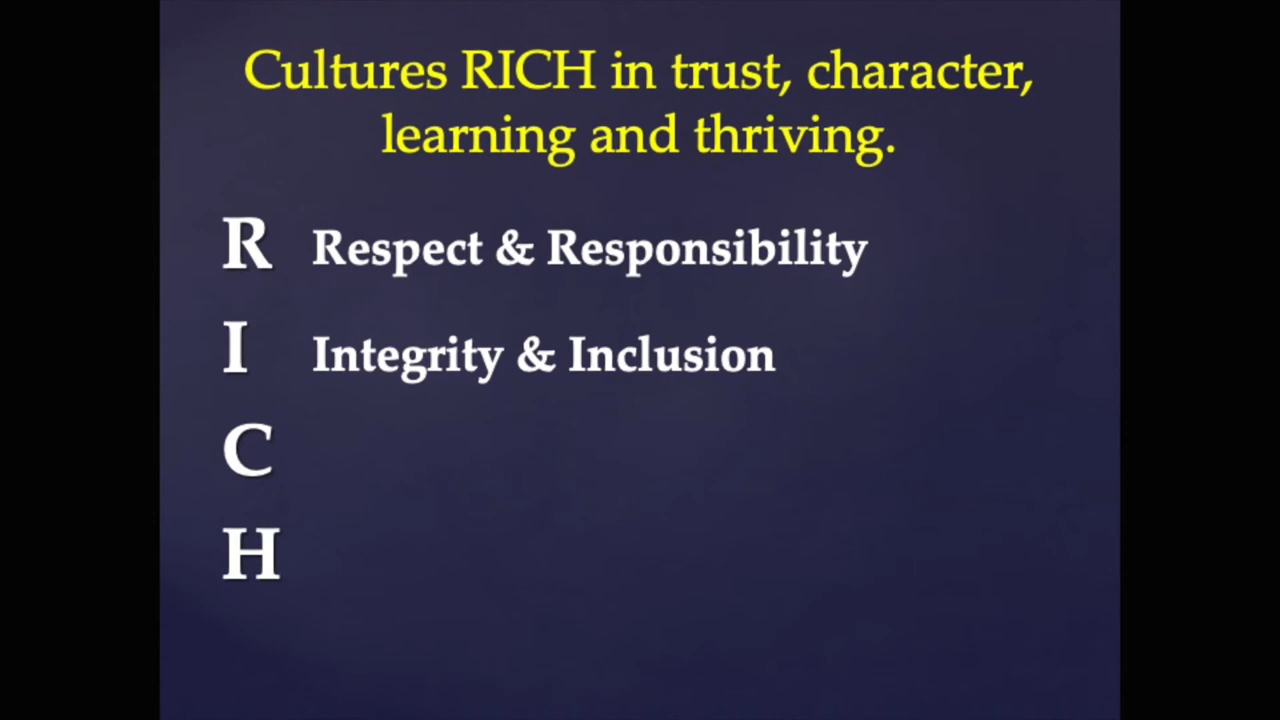 Cultures RICH in trust, character,
learning and thriving.
R Respect & Responsibility
I Integrity & Inclusion
C
H